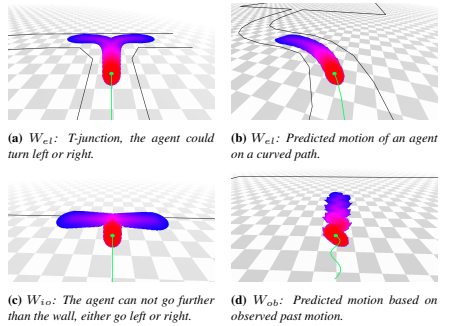 (a) W_el: T-junction, the agent could
turn left or right.
(b) W_el: Predicted motion of an agent
on a curved path.
(c) W_io: The agent can not go further
than the wall, either go left or right.
(d) W_ob: Predicted motion based on
observed past motion.